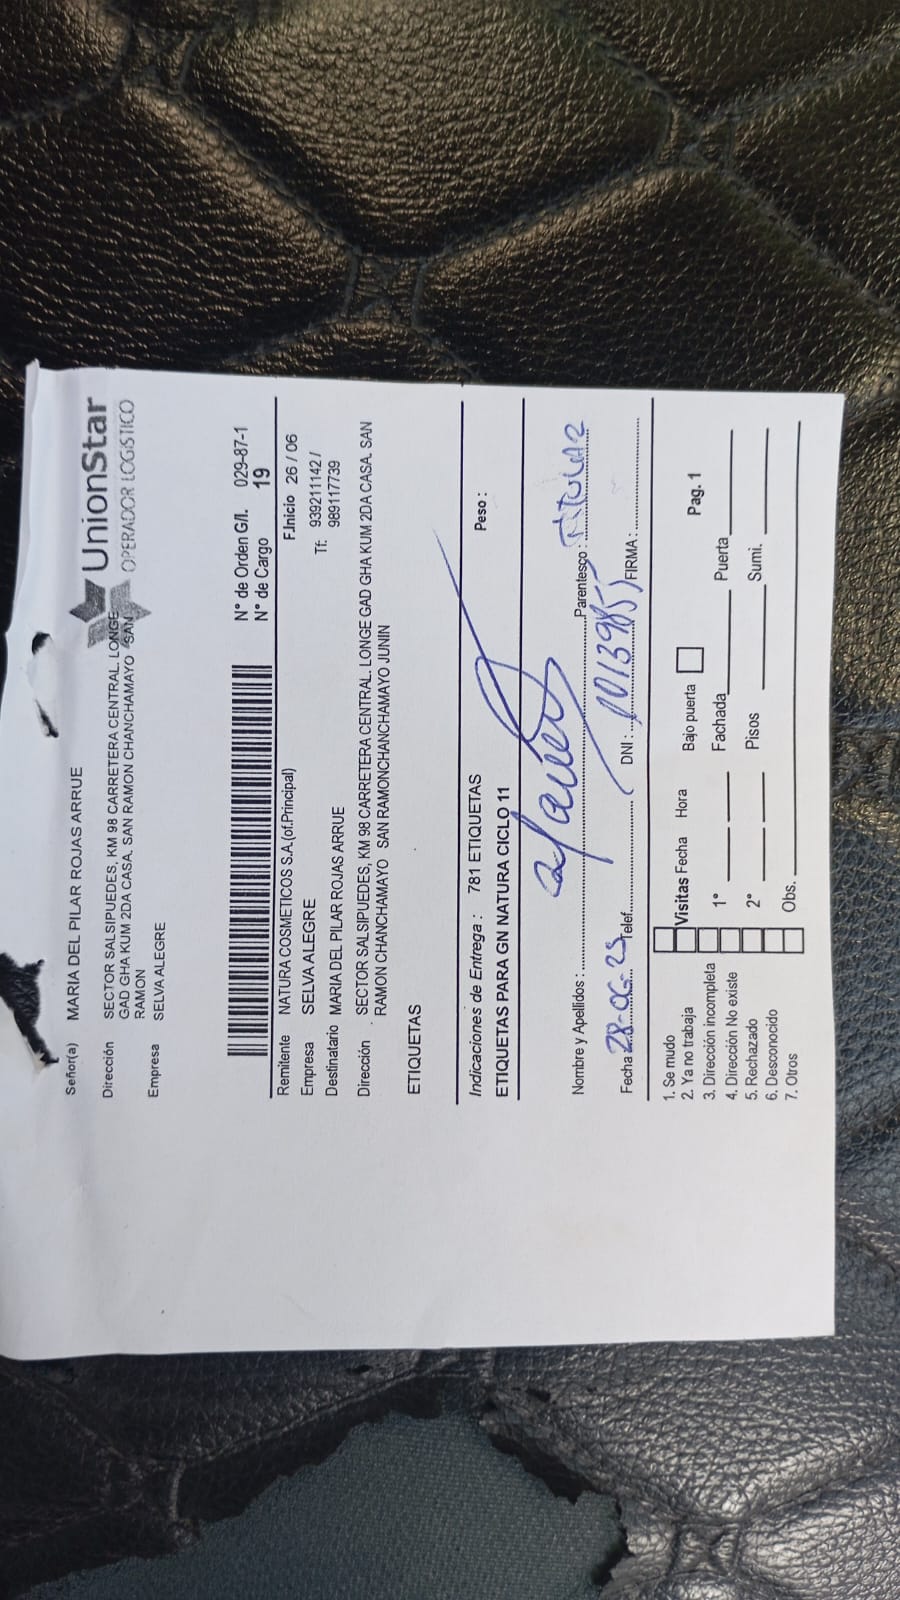 Señor(a) MARIA DEL PILAR ROJAS ARRUE
UnionStar
OPERADOR LOGíSTICO
Dirección SECTOR SALSIPUEDES, KM 98 CARRETERA CENTRAL. LONGE
GAD GHA KUM 2DA CASA. SAN RAMON CHANCHAMAYO SAN
RAMON
Empresa SELVA ALEGRE
N° de Orden G/I. 029-87-1
N° de Cargo 19
Remitente NATURA COSMETICOS S.A.(of.Principal) F.Inicio 26 / 06
Empresa SELVA ALEGRE Tf: 939211142 /
989117739
Destinatario MARIA DEL PILAR ROJAS ARRUE
Dirección SECTOR SALSIPUEDES, KM 98 CARRETERA CENTRAL. LONGE GAD GHA KUM 2DA CASA. SAN
RAMON CHANCHAMAYO SAN RAMONCHANCHAMAYO JUNIN
ETIQUETAS
Indicaciones de Entrega : 781 ETIQUETAS Peso :
ETIQUETAS PARA GN NATURA CICLO 11
Nombre y Apellidos : Parentesco : TITULAR
Fecha 28-06-25 Telef. DNI : 10139855 FIRMA :
1. Se mudo
2. Ya no trabaja
3. Dirección incompleta
4. Dirección No existe
5. Rechazado
6. Desconocido
7. Otros
Visitas Fecha Hora Bajo puerta Pag. 1
1° Fachada Puerta
2° Pisos Sumi.
Obs.